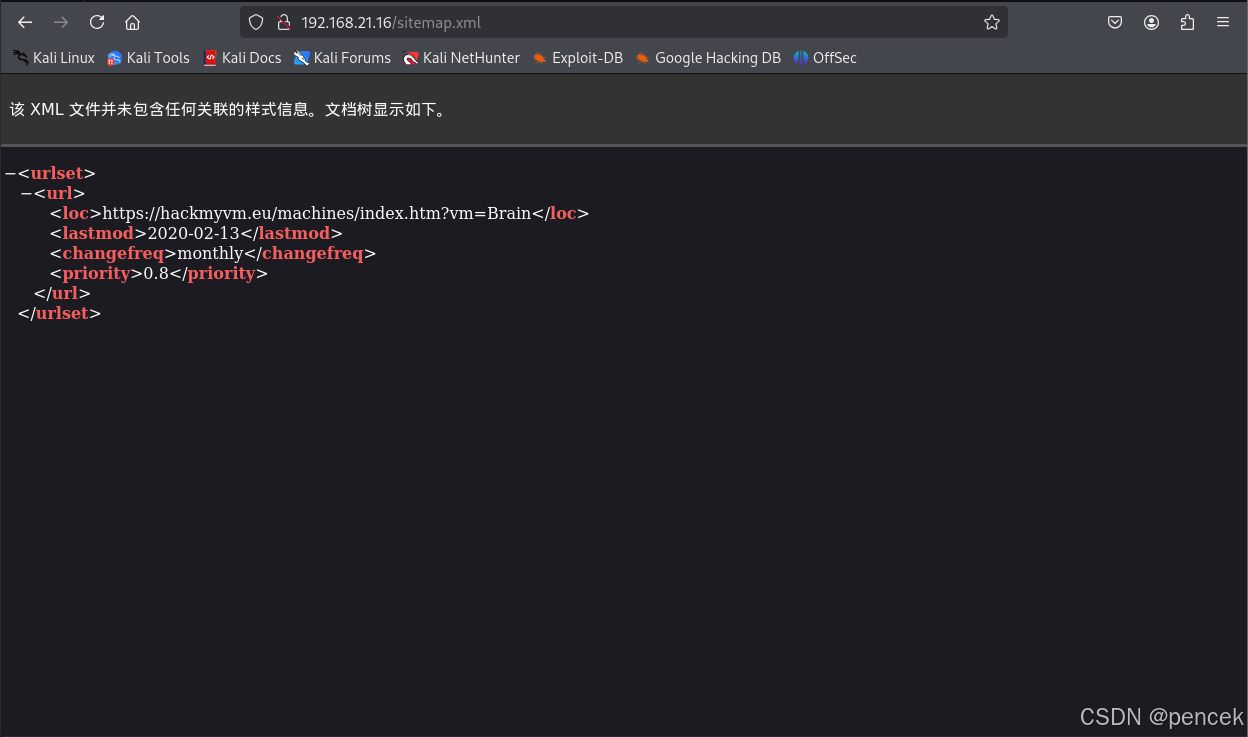 192.168.21.16/sitemap.xml
Kali Linux Kali Tools Kali Docs Kali Forums Kali NetHunter Exploit-DB Google Hacking DB OffSec
该 XML 文件并未包含任何关联的样式信息。文档树显示如下。
−<urlset>
−<url>
<loc>https://hackmyvm.eu/machines/index.htm?vm=Brain</loc>
<lastmod>2020-02-13</lastmod>
<changefreq>monthly</changefreq>
<priority>0.8</priority>
</url>
</urlset>
CSDN @pencek